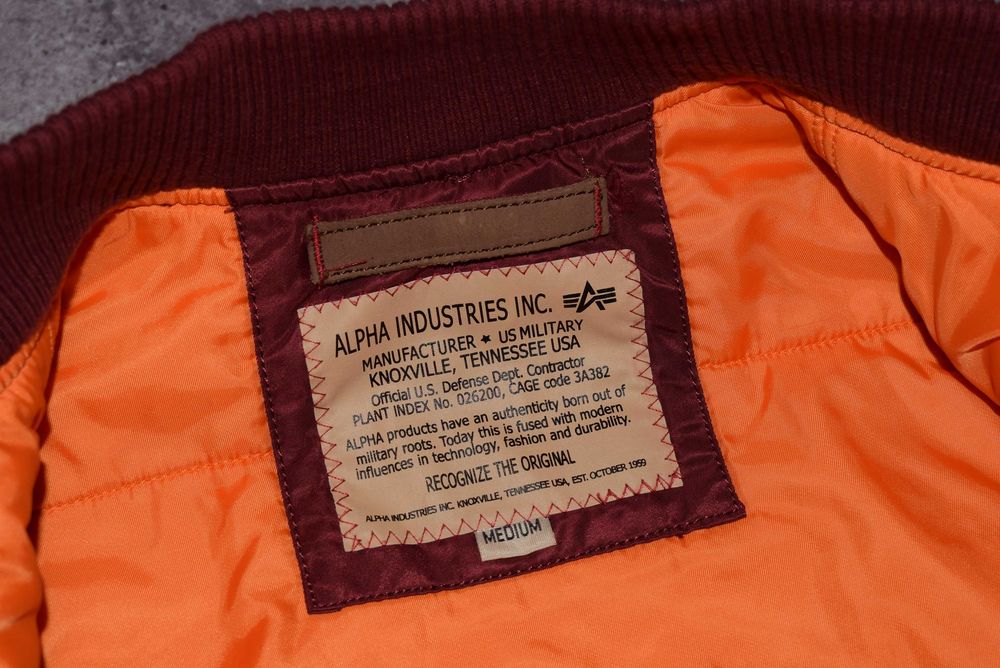 ALPHA INDUSTRIES INC.
MANUFACTURER ★ US MILITARY
KNOXVILLE, TENNESSEE USA
Official U.S. Defense Dept. Contractor
PLANT INDEX No. 026200, CAGE code 3A382
ALPHA products have an authenticity born out of
military roots. Today this is fused with modern
influences in technology, fashion and durability.
RECOGNIZE THE ORIGINAL
ALPHA INDUSTRIES INC. KNOXVILLE, TENNESSEE USA, EST. OCTOBER 1959
MEDIUM